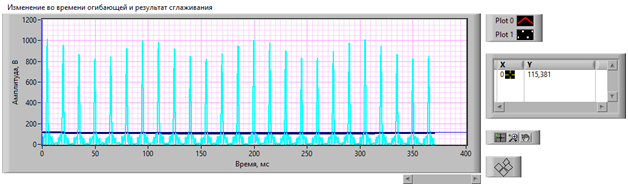 Изменение во времени огибающей и результат сглаживания
Plot 0
Plot 1
1200
1000
800
600
400
200
0
Амплитуда, В
0 50 100 150 200 250 300 350 400
Время, мс
X Y
0 115,381